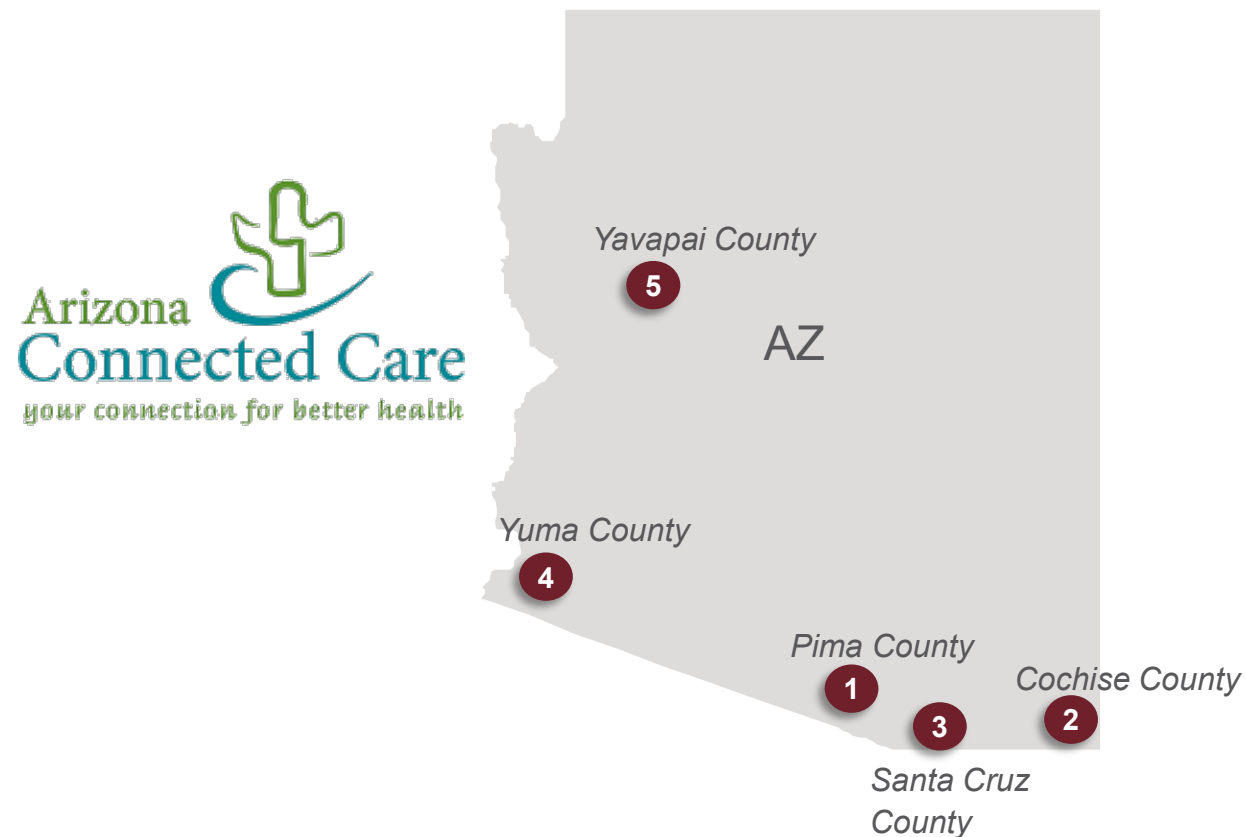 Arizona
Connected Care
your connection for better health
Yavapai County
5
AZ
Yuma County
4
Pima County
1
Cochise County
2
3
Santa Cruz
County